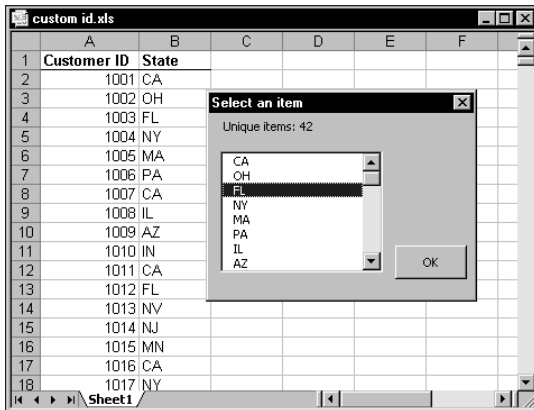 custom id.xls
A B C D E F
1 Customer ID State
2 1001 CA
3 1002 OH
4 1003 FL
5 1004 NY
6 1005 MA
7 1006 PA
8 1007 CA
9 1008 IL
10 1009 AZ
11 1010 IN
12 1011 CA
13 1012 FL
14 1013 NV
15 1014 NJ
16 1015 MN
17 1016 CA
18 1017 NY
Sheet1
Select an item
Unique items: 42
CA
OH
FL
NY
MA
PA
IL
AZ
OK